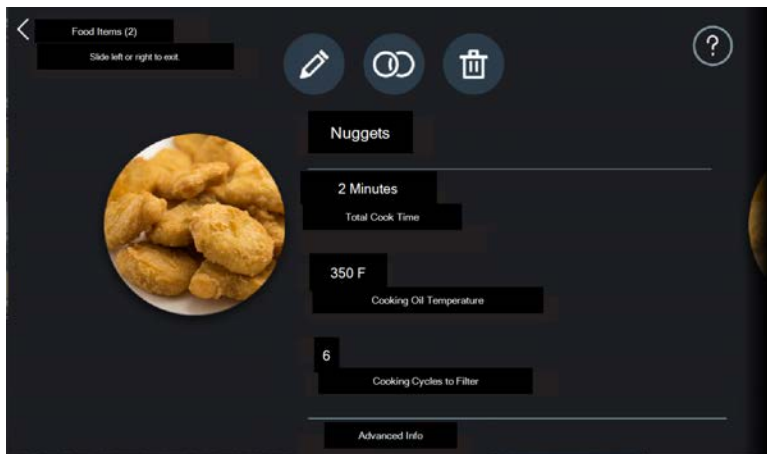 Food Items (2)
Slide left or right to exit.
?
Nuggets
2 Minutes
Total Cook Time
350 F
Cooking Oil Temperature
6
Cooking Cycles to Filter
Advanced Info